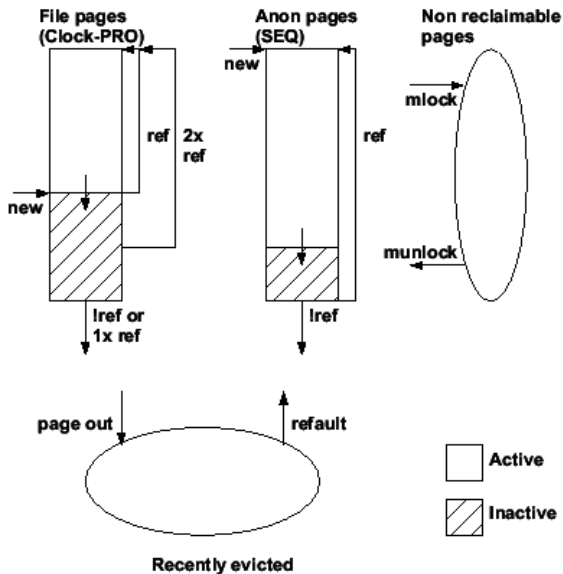 File pages
(Clock-PRO)
Anon pages
(SEQ)
Non reclaimable
pages
new
mlock
ref
2x
ref
ref
new
munlock
!ref or
1x ref
!ref
page out
refault
Active
Inactive
Recently evicted